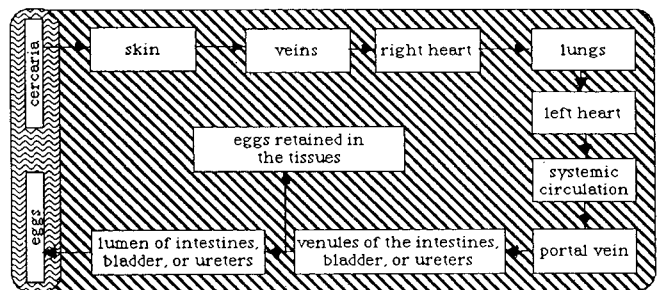 cercaria
skin
veins
right heart
lungs
left heart
eggs retained in
the tissues
systemic
circulation
eggs
lumen of intestines,
bladder, or ureters
venules of the intestines,
bladder, or ureters
portal vein